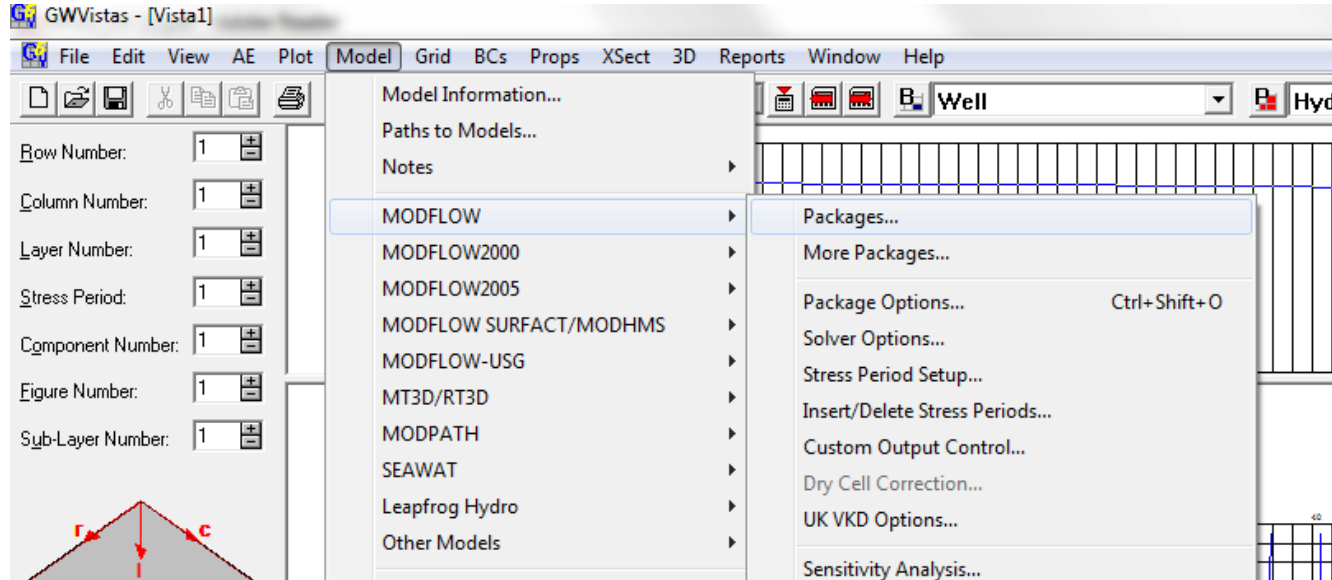 GWVistas - [Vista1]
File Edit View AE Plot Model Grid BCs Props XSect 3D Reports Window Help
Well
Hyd
Row Number: 1
Column Number: 1
Layer Number: 1
Stress Period: 1
Component Number: 1
Figure Number: 1
Sub-Layer Number: 1
r c
l
Model Information...
Paths to Models...
Notes
MODFLOW
MODFLOW2000
MODFLOW2005
MODFLOW SURFACT/MODHMS
MODFLOW-USG
MT3D/RT3D
MODPATH
SEAWAT
Leapfrog Hydro
Other Models
Packages...
More Packages...
Package Options... Ctrl+Shift+O
Solver Options...
Stress Period Setup...
Insert/Delete Stress Periods...
Custom Output Control...
Dry Cell Correction...
UK VKD Options...
Sensitivity Analysis...